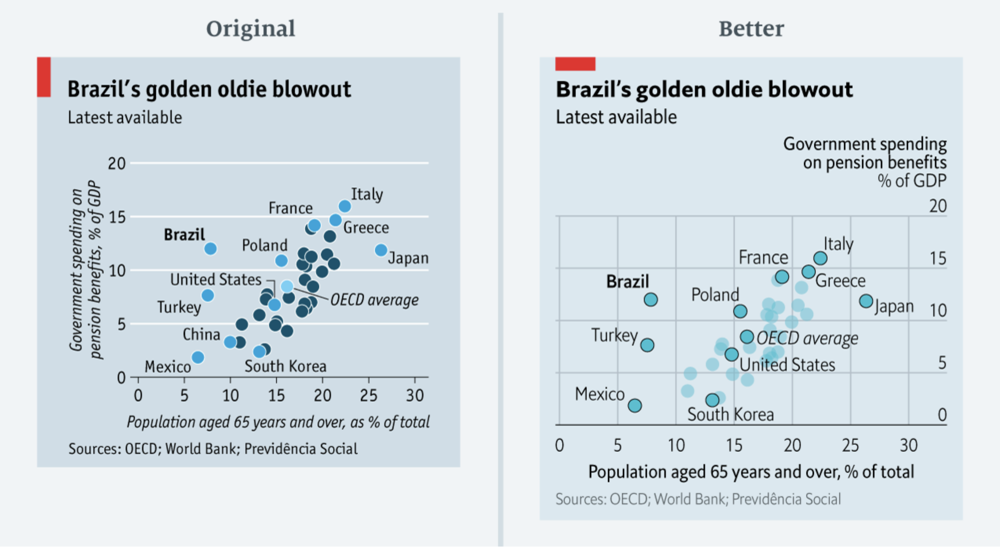 Original
Brazil's golden oldie blowout
Latest available
Government spending on
pension benefits, % of GDP
20
15
10
5
0
Italy
France
Greece
Brazil
Poland
Japan
United States
OECD average
Turkey
China
Mexico
South Korea
0 5 10 15 20 25 30
Population aged 65 years and over, as % of total
Sources: OECD; World Bank; Previdência Social
Better
Brazil's golden oldie blowout
Latest available
Government spending
on pension benefits
% of GDP
20
15
10
5
0
Italy
France
Brazil
Greece
Poland
Japan
Turkey
OECD average
United States
Mexico
South Korea
0 5 10 15 20 25 30
Population aged 65 years and over, % of total
Sources: OECD; World Bank; Previdência Social